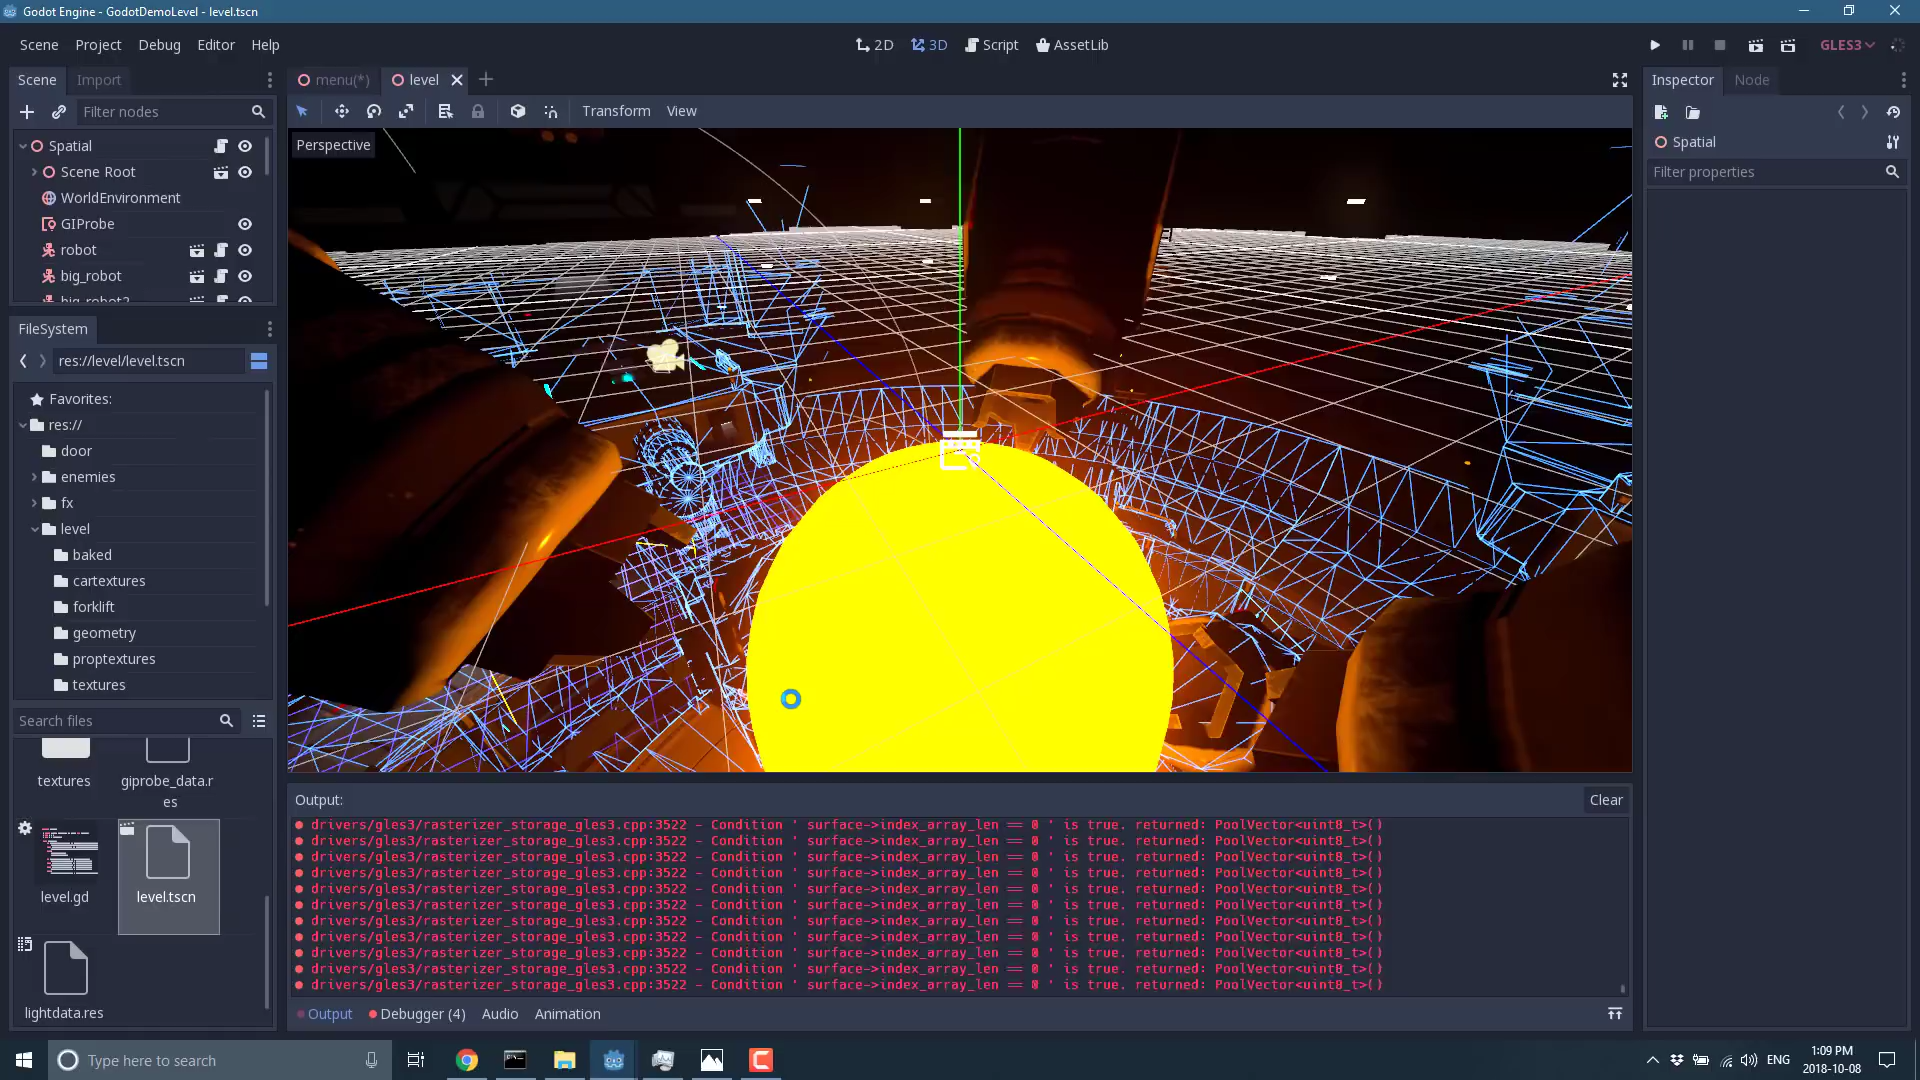 Godot Engine - GodotDemoLevel - level.tscn
Scene Project Debug Editor Help
2D 3D Script AssetLib
GLES3
Scene Import
menu(*) level
Inspector Node
Filter nodes
Transform View
Perspective
Spatial
Filter properties
Spatial
Scene Root
WorldEnvironment
GIProbe
robot
big_robot
big_robot2
FileSystem
res://level/level.tscn
Favorites:
res://
door
enemies
fx
level
baked
cartextures
forklift
geometry
proptextures
textures
Search files
textures
giprobe_data.r
es
level.gd
level.tscn
lightdata.res
Output:
Clear
drivers/gles3/rasterizer_storage_gles3.cpp:3522 - Condition ' surface->index_array_len == 0 ' is true. returned: PoolVector<uint8_t>()
drivers/gles3/rasterizer_storage_gles3.cpp:3522 - Condition ' surface->index_array_len == 0 ' is true. returned: PoolVector<uint8_t>()
drivers/gles3/rasterizer_storage_gles3.cpp:3522 - Condition ' surface->index_array_len == 0 ' is true. returned: PoolVector<uint8_t>()
drivers/gles3/rasterizer_storage_gles3.cpp:3522 - Condition ' surface->index_array_len == 0 ' is true. returned: PoolVector<uint8_t>()
drivers/gles3/rasterizer_storage_gles3.cpp:3522 - Condition ' surface->index_array_len == 0 ' is true. returned: PoolVector<uint8_t>()
drivers/gles3/rasterizer_storage_gles3.cpp:3522 - Condition ' surface->index_array_len == 0 ' is true. returned: PoolVector<uint8_t>()
drivers/gles3/rasterizer_storage_gles3.cpp:3522 - Condition ' surface->index_array_len == 0 ' is true. returned: PoolVector<uint8_t>()
drivers/gles3/rasterizer_storage_gles3.cpp:3522 - Condition ' surface->index_array_len == 0 ' is true. returned: PoolVector<uint8_t>()
drivers/gles3/rasterizer_storage_gles3.cpp:3522 - Condition ' surface->index_array_len == 0 ' is true. returned: PoolVector<uint8_t>()
drivers/gles3/rasterizer_storage_gles3.cpp:3522 - Condition ' surface->index_array_len == 0 ' is true. returned: PoolVector<uint8_t>()
drivers/gles3/rasterizer_storage_gles3.cpp:3522 - Condition ' surface->index_array_len == 0 ' is true. returned: PoolVector<uint8_t>()
Output Debugger (4) Audio Animation
Type here to search
ENG
1:09 PM
2018-10-08